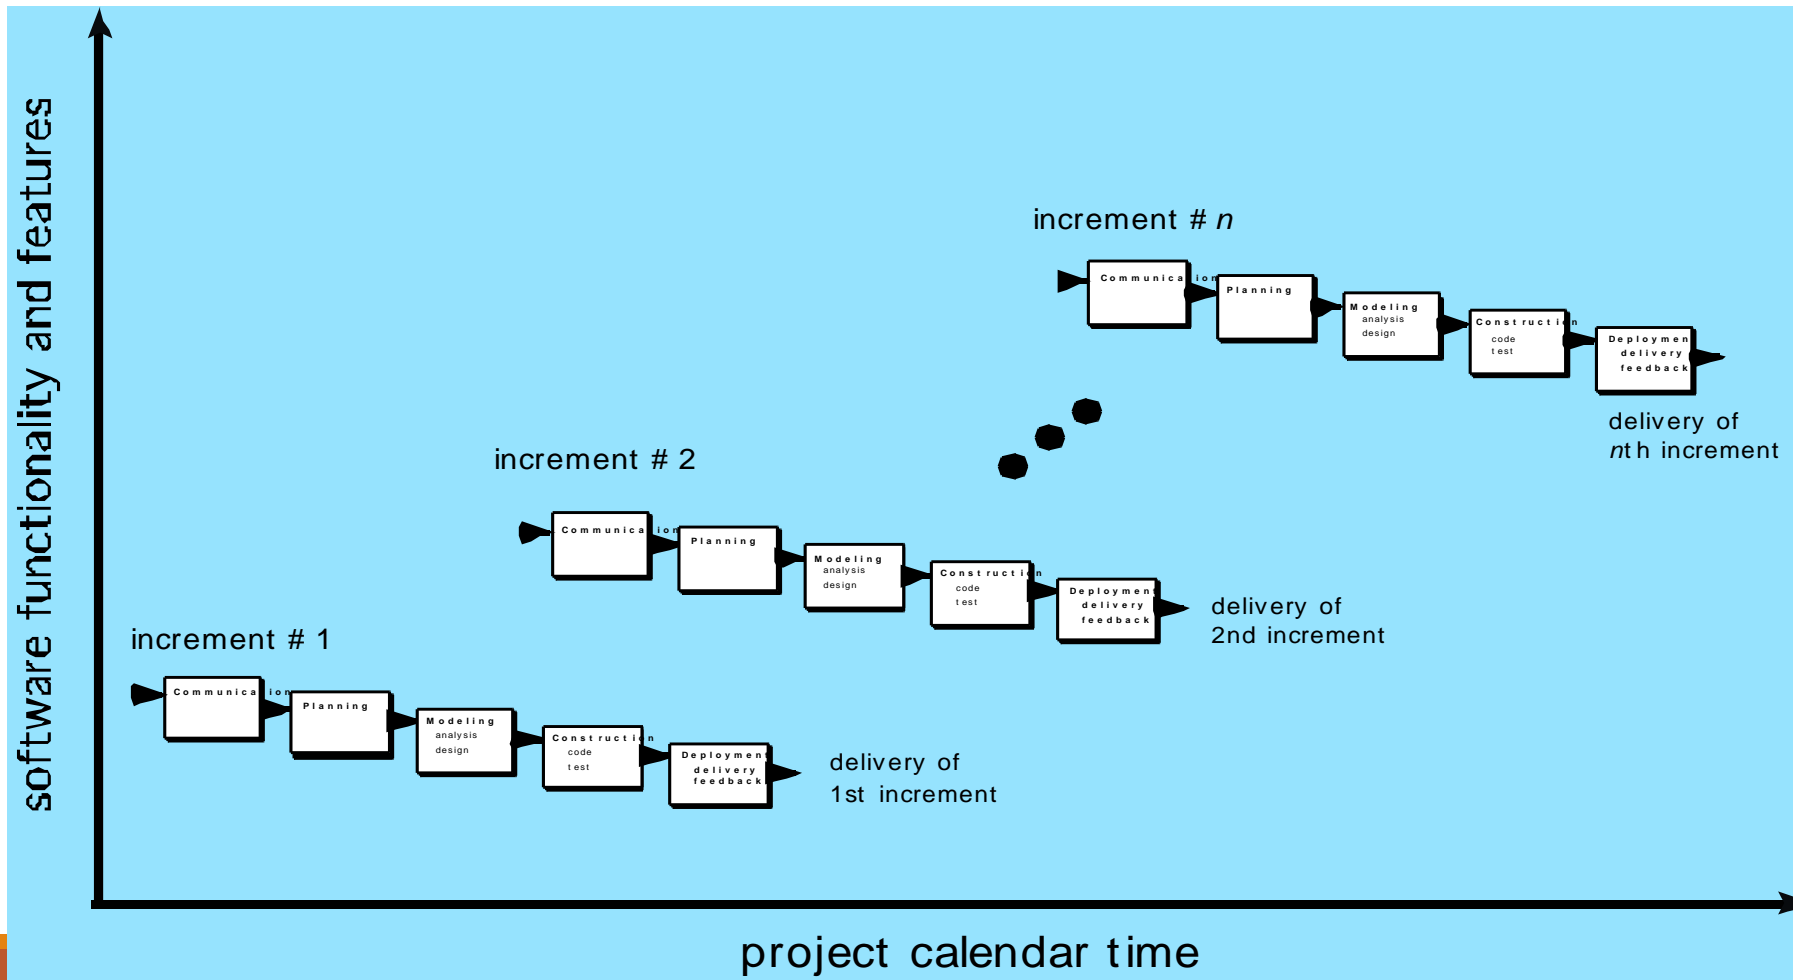 software functionality and features
increment # n
Communication
Planning
Modeling
analysis
design
Construction
code
test
Deployment
delivery
feedback
delivery of
nth increment
increment # 2
Communication
Planning
Modeling
analysis
design
Construction
code
test
Deployment
delivery
feedback
delivery of
2nd increment
increment # 1
Communication
Planning
Modeling
analysis
design
Construction
code
test
Deployment
delivery
feedback
delivery of
1st increment
project calendar time